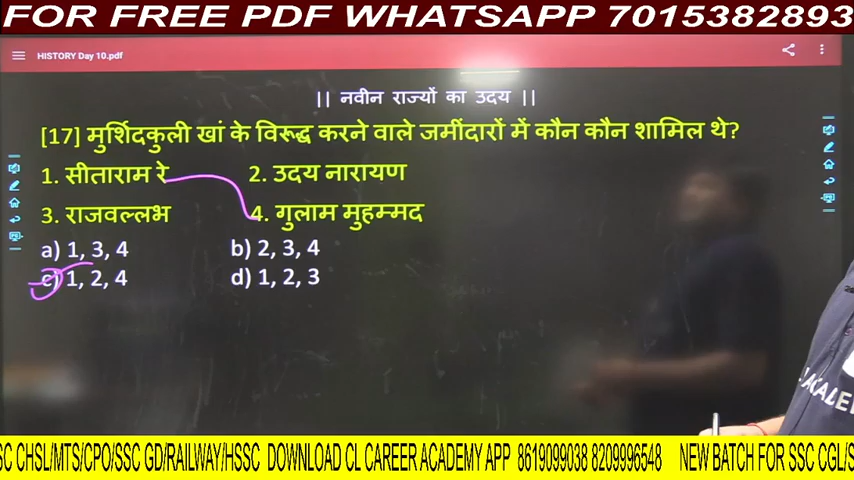 FOR FREE PDF WHATSAPP 7015382893
HISTORY Day 10.pdf
|| नवीन राज्यों का उदय ||
[17] मुर्शिदकुली खां के विरूद्ध करने वाले जमींदारों में कौन कौन शामिल थे?
1. सीताराम रे 2. उदय नारायण
3. राजवल्लभ 4. गुलाम मुहम्मद
a) 1, 3, 4 b) 2, 3, 4
c) 1, 2, 4 d) 1, 2, 3
ACADE
SC CHSL/MTS/CPO/SSC GD/RAILWAY/HSSC DOWNLOAD CL CAREER ACADEMY APP 8619099038 8209996548 NEW BATCH FOR SSC CGL/S